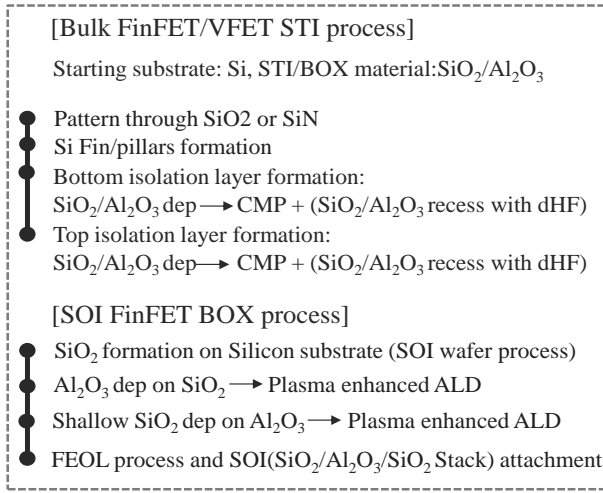 [Bulk FinFET/VFET STI process]
Starting substrate: Si, STI/BOX material:SiO₂/Al₂O₃
Pattern through SiO2 or SiN
Si Fin/pillars formation
Bottom isolation layer formation:
SiO₂/Al₂O₃ dep → CMP + (SiO₂/Al₂O₃ recess with dHF)
Top isolation layer formation:
SiO₂/Al₂O₃ dep → CMP + (SiO₂/Al₂O₃ recess with dHF)
[SOI FinFET BOX process]
SiO₂ formation on Silicon substrate (SOI wafer process)
Al₂O₃ dep on SiO₂ → Plasma enhanced ALD
Shallow SiO₂ dep on Al₂O₃ → Plasma enhanced ALD
FEOL process and SOI(SiO₂/Al₂O₃/SiO₂ Stack) attachment